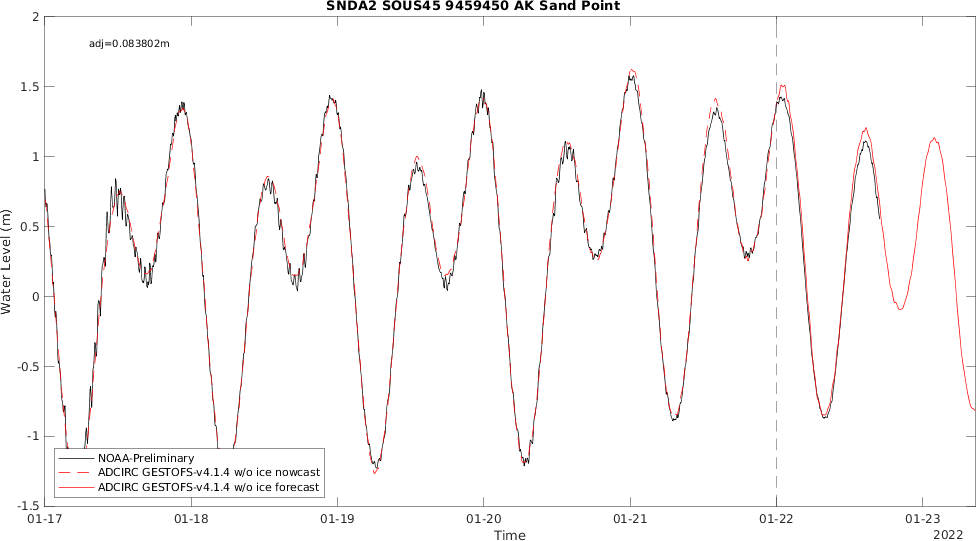 SNDA2 SOUS45 9459450 AK Sand Point
adj=0.083802m
Water Level (m)
2
1.5
1
0.5
0
-0.5
-1
-1.5
NOAA-Preliminary
ADCIRC GESTOFS-v4.1.4 w/o ice nowcast
ADCIRC GESTOFS-v4.1.4 w/o ice forecast
01-17 01-18 01-19 01-20 01-21 01-22 01-23
Time
2022